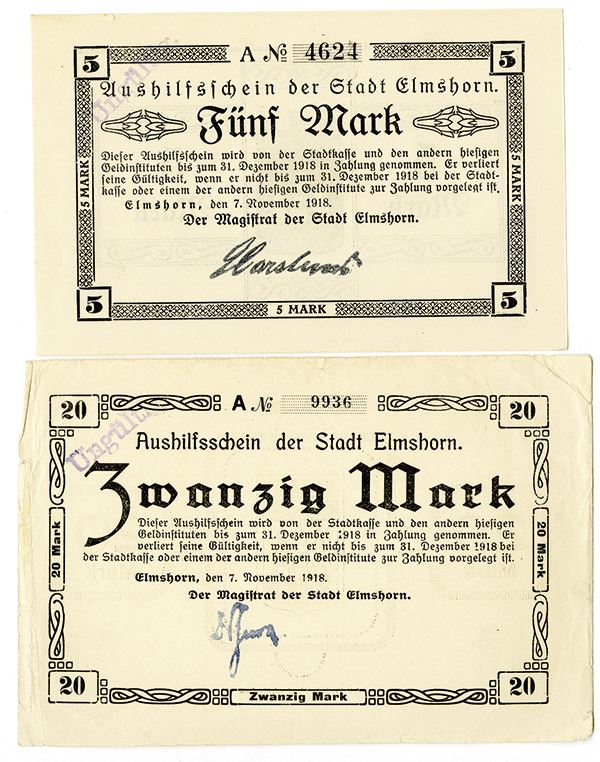 5 A № 4624 5
Ungültig
Aushilfsschein der Stadt Elmshorn.
Fünf Mark
Dieser Aushilfsschein wird von der Stadtkasse und den andern hiesigen
Geldinstituten bis zum 31. Dezember 1918 in Zahlung genommen. Er verliert
seine Gültigkeit, wenn er nicht bis zum 31. Dezember 1918 bei der Stadt-
kasse oder einem der andern hiesigen Geldinstitute zur Zahlung vorgelegt ist.
Elmshorn, den 7. November 1918.
Der Magistrat der Stadt Elmshorn.
5 MARK
5 MARK
5 5 MARK 5
20 A № 9936 20
Ungültig
Aushilfsschein der Stadt Elmshorn.
Zwanzig Mark
Dieser Aushilfsschein wird von der Stadtkasse und den andern hiesigen
Geldinstituten bis zum 31. Dezember 1918 in Zahlung genommen. Er
verliert seine Gültigkeit, wenn er nicht bis zum 31. Dezember 1918 bei
der Stadtkasse oder einem der andern hiesigen Geldinstitute zur Zahlung vorgelegt ist.
Elmshorn, den 7. November 1918.
Der Magistrat der Stadt Elmshorn.
20 Mark
20 Mark
20 Zwanzig Mark 20